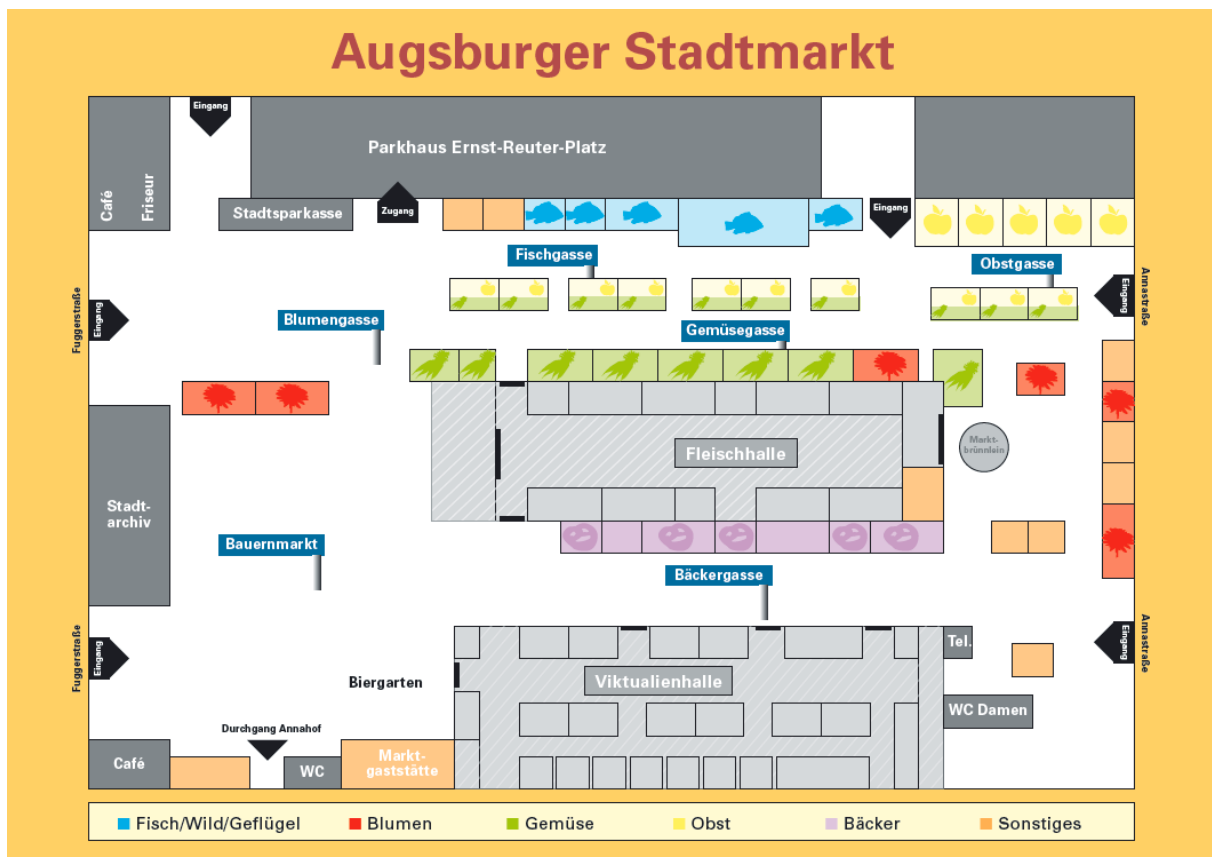 Augsburger Stadtmarkt
Eingang
Parkhaus Ernst-Reuter-Platz
Café
Friseur
Stadtsparkasse
Zugang
Eingang
Fischgasse
Obstgasse
Fuggerstraße
Eingang
Blumengasse
Gemüsegasse
Eingang
Annastraße
Fleischhalle
Markt-
brünnlein
Stadt-
archiv
Bauernmarkt
Bäckergasse
Fuggerstraße
Eingang
Tel.
Eingang
Annastraße
Biergarten
Viktualienhalle
WC Damen
Durchgang Annahof
Café
WC
Markt-
gaststätte
Fisch/Wild/Geflügel
Blumen
Gemüse
Obst
Bäcker
Sonstiges